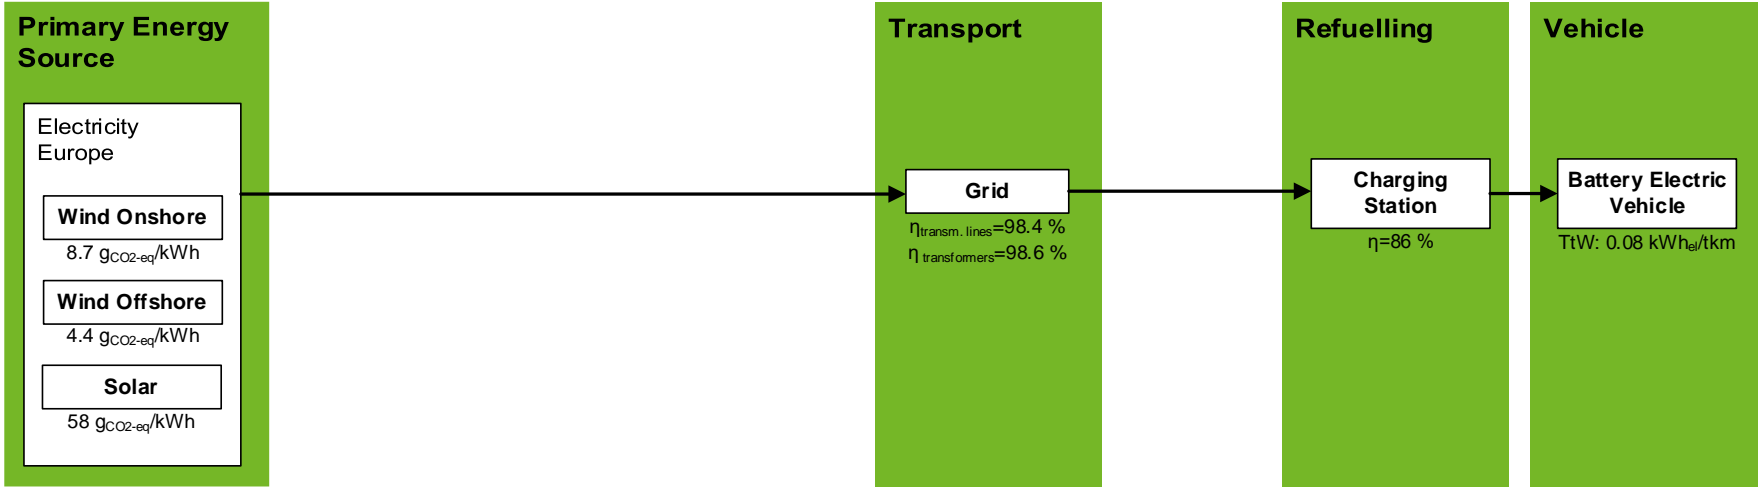 Primary Energy
Source
Electricity
Europe
Wind Onshore
8.7 gCO2-eq/kWh
Wind Offshore
4.4 gCO2-eq/kWh
Solar
58 gCO2-eq/kWh
Transport
Grid
ηtransm. lines=98.4 %
η transformers=98.6 %
Refuelling
Charging
Station
η=86 %
Vehicle
Battery Electric
Vehicle
TtW: 0.08 kWhel/tkm